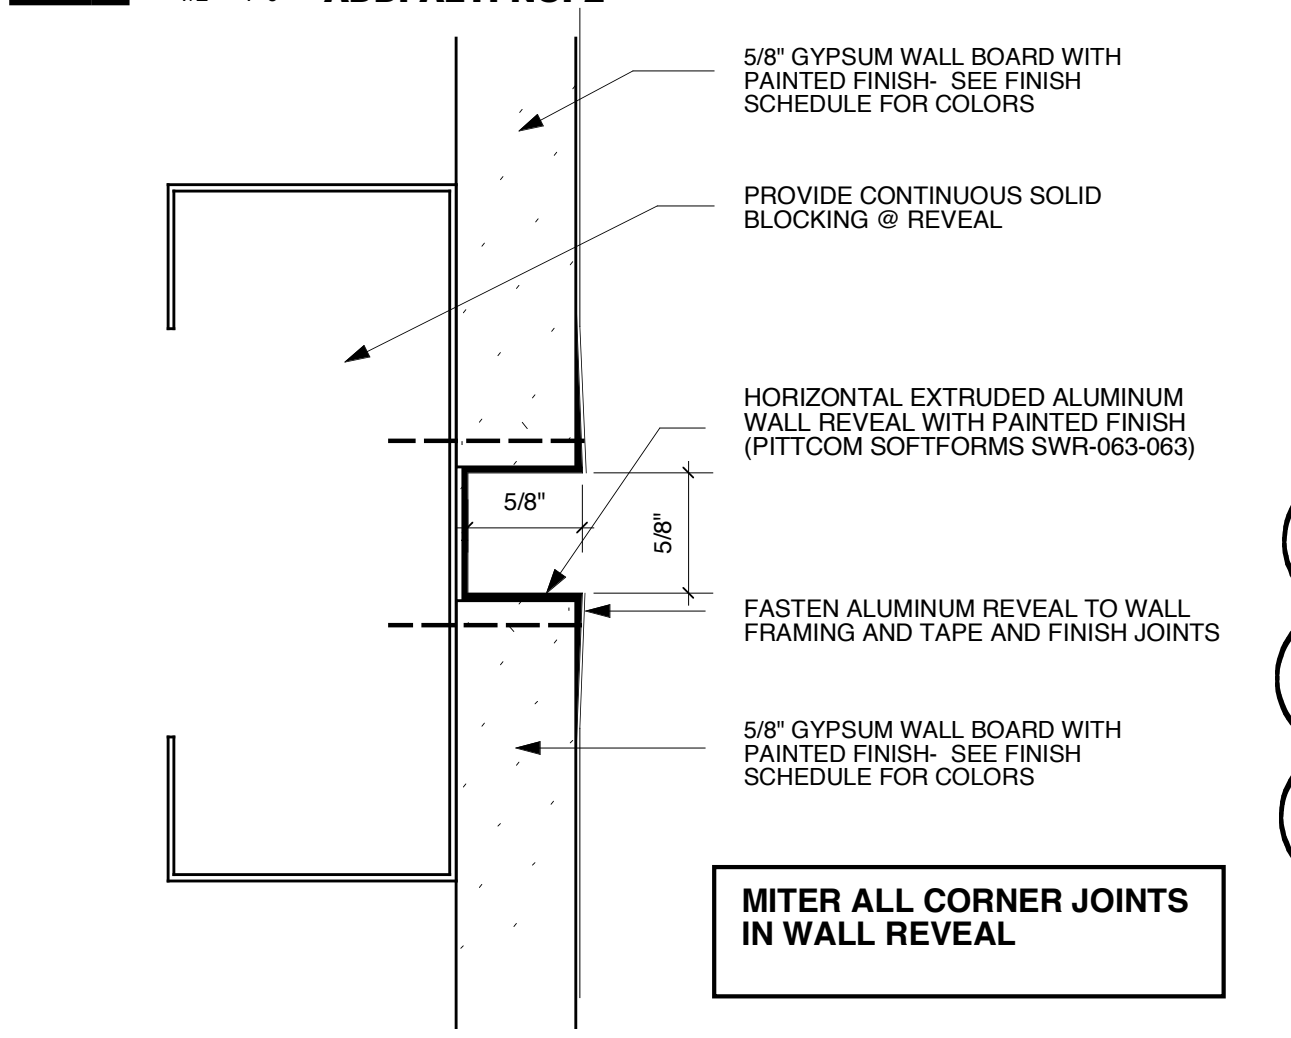 5/8" GYPSUM WALL BOARD WITH
PAINTED FINISH-  SEE FINISH
SCHEDULE FOR COLORS
PROVIDE CONTINUOUS SOLID
BLOCKING @ REVEAL
HORIZONTAL EXTRUDED ALUMINUM
WALL REVEAL WITH PAINTED FINISH
(PITTCOM SOFTFORMS SWR-063-063)
5/8"
5/8"
FASTEN ALUMINUM REVEAL TO WALL
FRAMING AND TAPE AND FINISH JOINTS
5/8" GYPSUM WALL BOARD WITH
PAINTED FINISH-  SEE FINISH
SCHEDULE FOR COLORS
MITER ALL CORNER JOINTS
IN WALL REVEAL